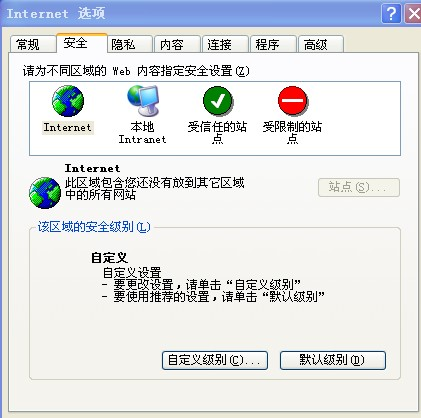 Internet 选项
常规 安全 隐私 内容 连接 程序 高级
请为不同区域的 Web 内容指定安全设置(Z)
Internet
本地
Intranet
受信任的站
点
受限制的站
点
Internet
此区域包含您还没有放到其它区域
中的所有网站
站点(S)...
该区域的安全级别(L)
自定义
自定义设置
- 要更改设置，请单击“自定义级别”
- 要使用推荐的设置，请单击“默认级别”
自定义级别(C)...
默认级别(D)